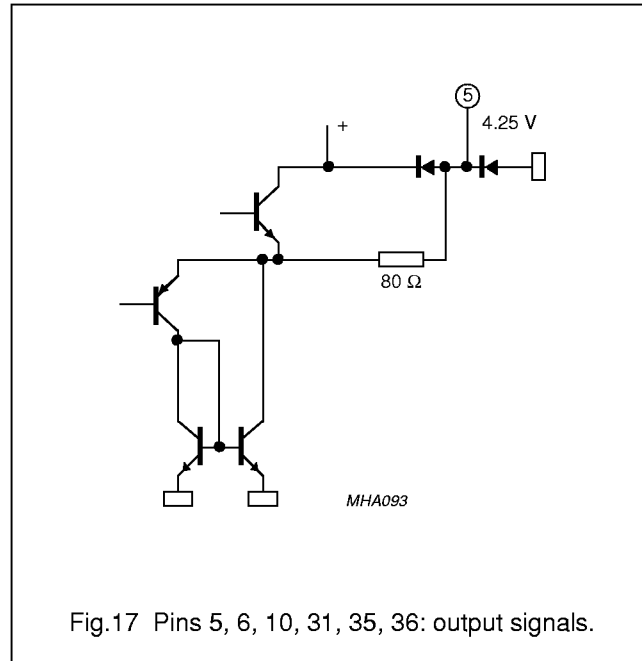 5
4.25 V
+
80 Ω
MHA093
Fig.17 Pins 5, 6, 10, 31, 35, 36: output signals.